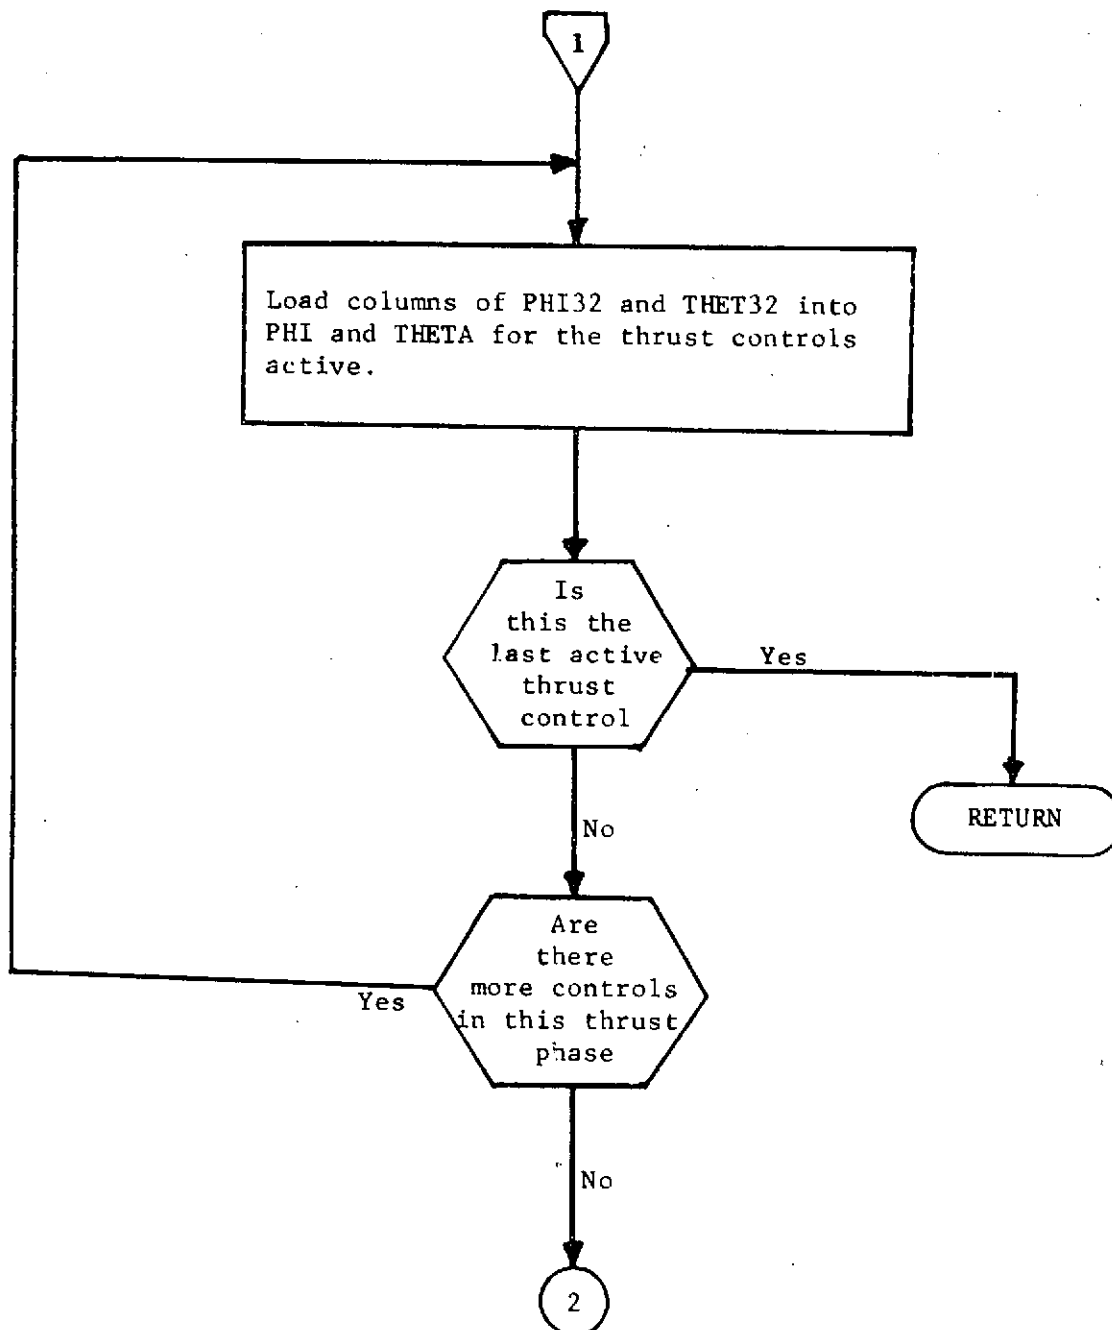 1
Load columns of PHI32 and THET32 into
PHI and THETA for the thrust controls
active.
Is
this the
last active
thrust
control
Yes
RETURN
No
Are
there
more controls
in this thrust
phase
Yes
No
2